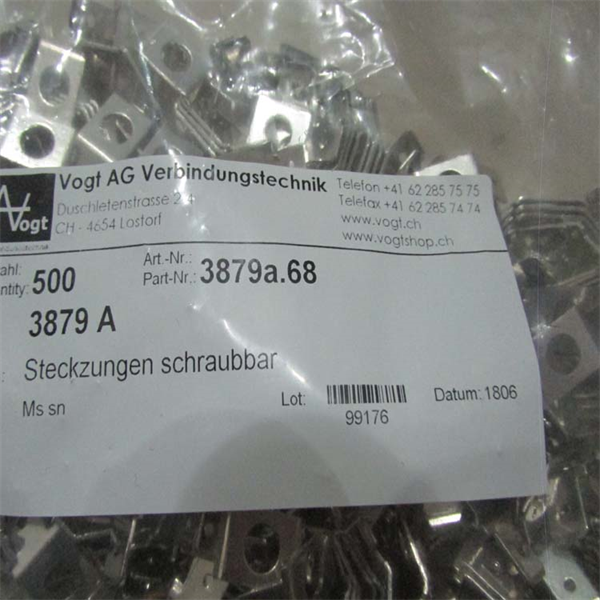 Vogt AG Verbindungstechnik
Duschletenstrasse 2-4
CH - 4654 Lostorf
Telefon +41 62 285 75 75
Telefax +41 62 285 74 74
www.vogt.ch
www.vogtshop.ch
Vogt
ahl:
ntity: 500
Art.-Nr.:
Part-Nr.: 3879a.68
3879 A
Steckzungen schraubbar
Ms sn
Lot:
99176
Datum: 1806